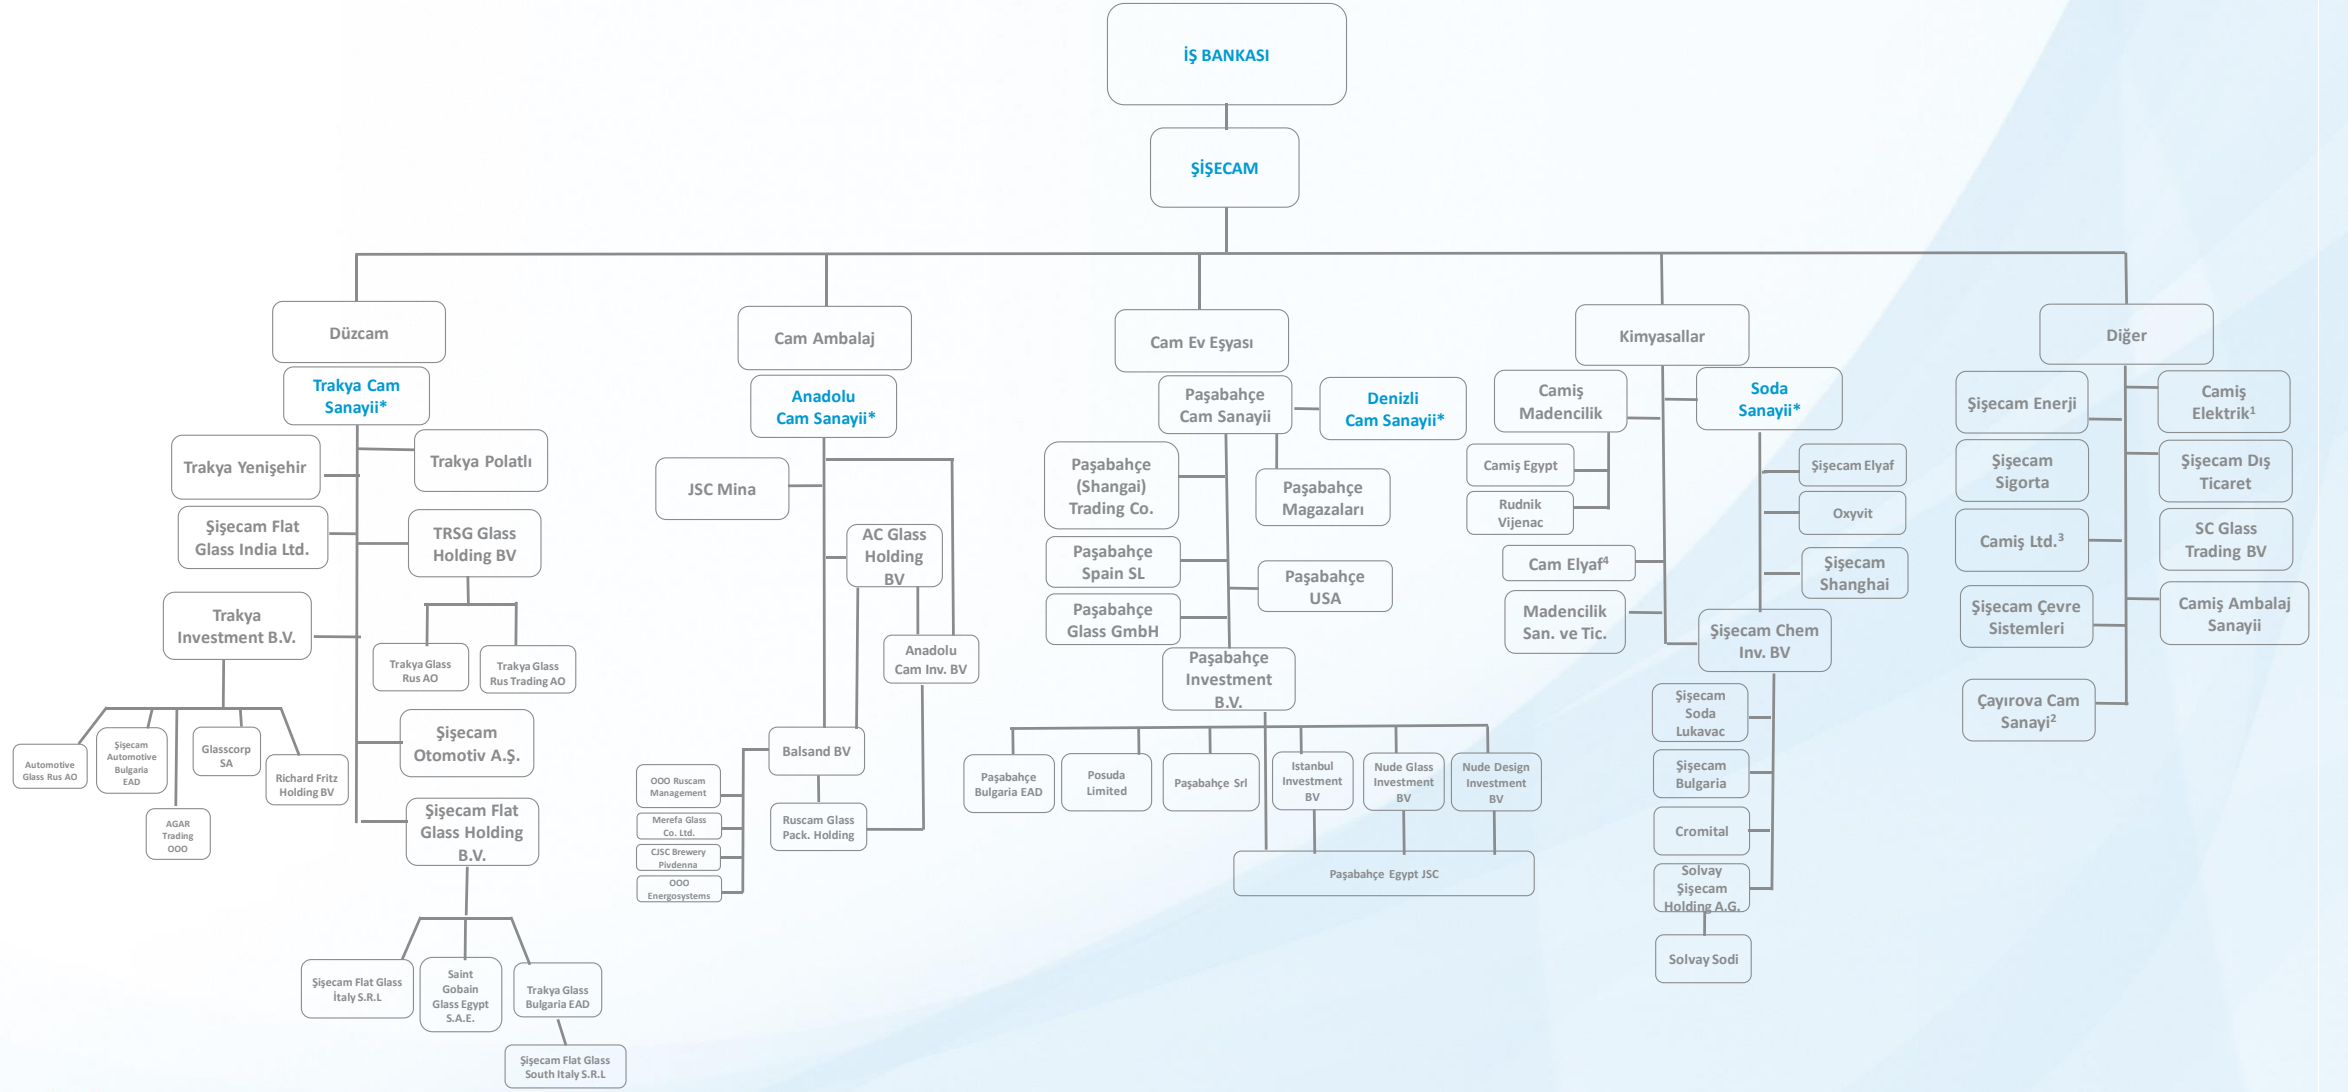 İŞ BANKASI
ŞİŞECAM
Düzcam
Trakya Cam
Sanayii*
Trakya Yenişehir
Trakya Polatlı
Şişecam Flat
Glass India Ltd.
TRSG Glass
Holding BV
Trakya
Investment B.V.
Trakya Glass
Rus AO
Trakya Glass
Rus Trading AO
Automotive
Glass Rus AO
Şişecam
Automotive
Bulgaria
EAD
AGAR
Trading
OOO
Glasscorp
SA
Richard Fritz
Holding BV
Şişecam
Otomotiv A.Ş.
Şişecam Flat
Glass Holding
B.V.
Şişecam Flat Glass
İtaly S.R.L
Saint
Gobain
Glass Egypt
S.A.E.
Trakya Glass
Bulgaria EAD
Şişecam Flat Glass
South Italy S.R.L
Cam Ambalaj
Anadolu
Cam Sanayii*
JSC Mina
AC Glass
Holding
BV
Anadolu
Cam Inv. BV
Balsand BV
OOO Ruscam
Management
Merefa Glass
Co. Ltd.
CJSC Brewery
Pivdenna
OOO
Energosystems
Ruscam Glass
Pack. Holding
Cam Ev Eşyası
Paşabahçe
Cam Sanayii
Denizli
Cam Sanayii*
Paşabahçe
(Shangai)
Trading Co.
Paşabahçe
Magazaları
Paşabahçe
Spain SL
Paşabahçe
USA
Paşabahçe
Glass GmbH
Paşabahçe
Investment
B.V.
Paşabahçe
Bulgaria EAD
Posuda
Limited
Paşabahçe Srl
Istanbul
Investment
BV
Nude Glass
Investment
BV
Nude Design
Investment
BV
Paşabahçe Egypt JSC
Kimyasallar
Camiş
Madencilik
Soda
Sanayii*
Camiş Egypt
Rudnik
Vijenac
Cam Elyaf⁴
Madencilik
San. ve Tic.
Şişecam Elyaf
Oxyvit
Şişecam
Shanghai
Şişecam Chem
Inv. BV
Şişecam
Soda
Lukavac
Şişecam
Bulgaria
Cromital
Solvay
Şişecam
Holding A.G.
Solvay Sodi
Diğer
Şişecam Enerji
Camiş
Elektrik¹
Şişecam
Sigorta
Şişecam Dış
Ticaret
Camiş Ltd.³
SC Glass
Trading BV
Şişecam Çevre
Sistemleri
Camiş Ambalaj
Sanayii
Çayırova Cam
Sanayi²